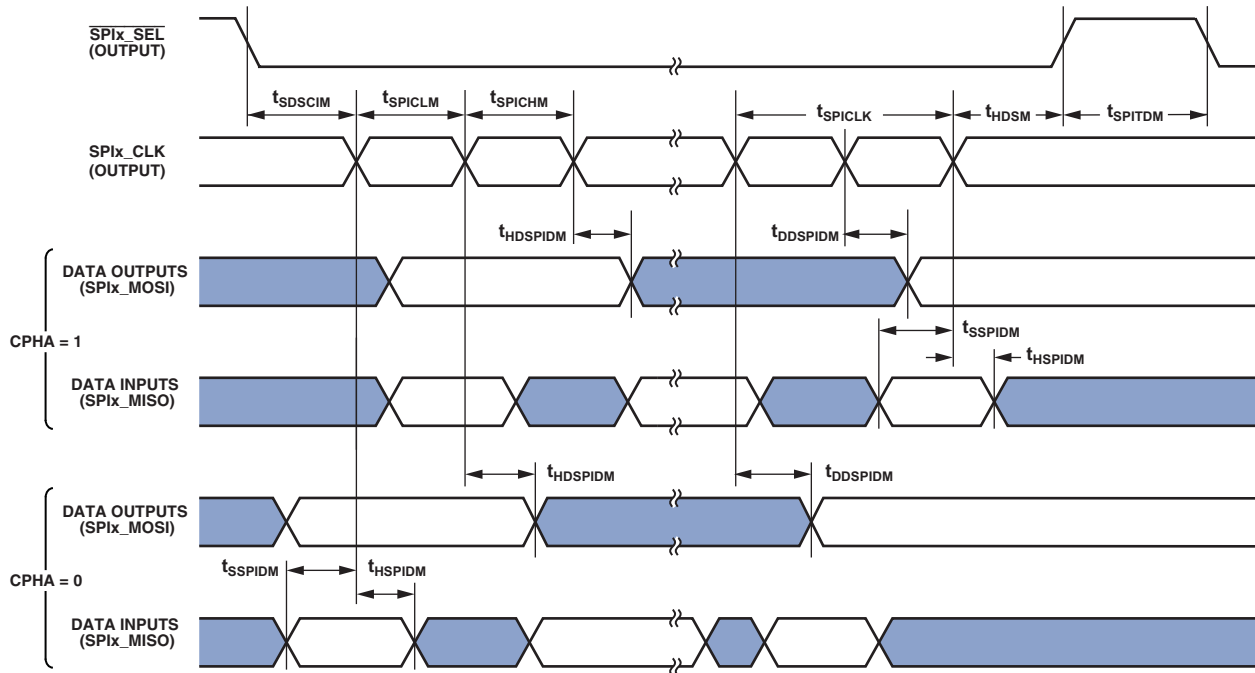 SPIx_SEL
(OUTPUT)
tSDSCIM tSPICLM tSPICHM tSPICLK tHDSM tSPITDM
SPIx_CLK
(OUTPUT)
tHDSPIDM tDDSPIDM
DATA OUTPUTS
(SPIx_MOSI)
tSSPIDM
CPHA = 1
tHSPIDM
DATA INPUTS
(SPIx_MISO)
tHDSPIDM tDDSPIDM
DATA OUTPUTS
(SPIx_MOSI)
tSSPIDM tHSPIDM
CPHA = 0
DATA INPUTS
(SPIx_MISO)